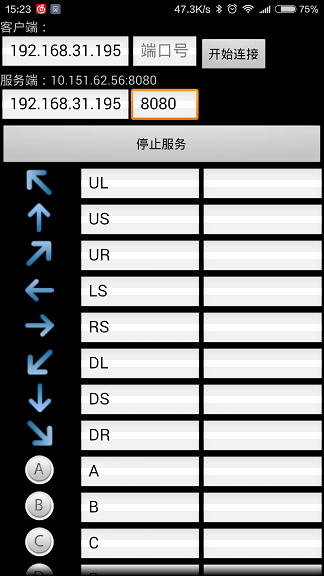 15:23 47.3K/s 75%
客户端：
192.168.31.195 端口号 开始连接
服务端：10.151.62.56:8080
192.168.31.195 8080
停止服务
UL
US
UR
LS
RS
DL
DS
DR
A A
B B
C C